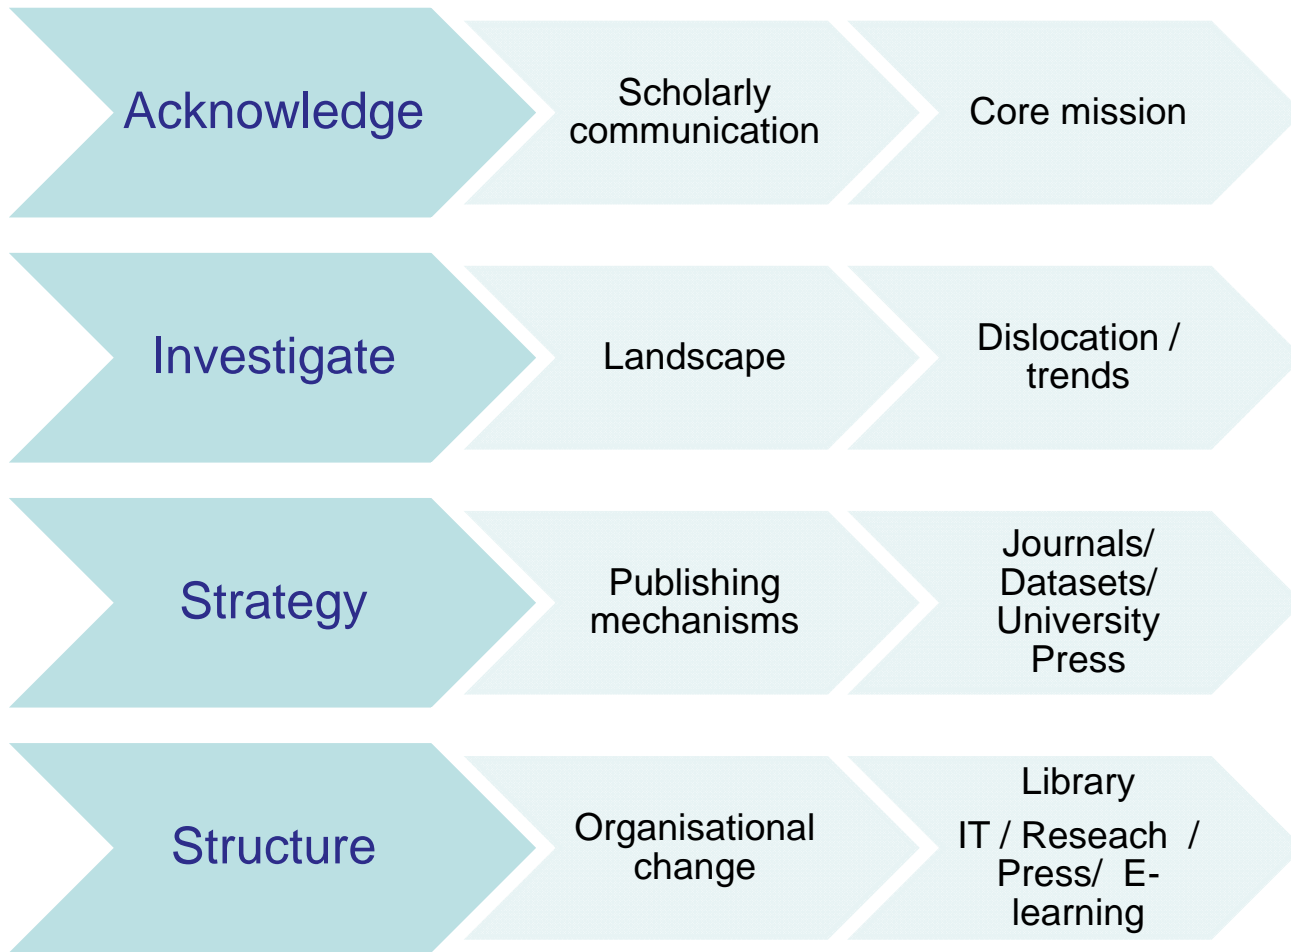 Acknowledge
Scholarly
communication
Core mission
Investigate
Landscape
Dislocation /
trends
Strategy
Publishing
mechanisms
Journals/
Datasets/
University
Press
Structure
Organisational
change
Library
IT / Reseach /
Press/ E-
learning